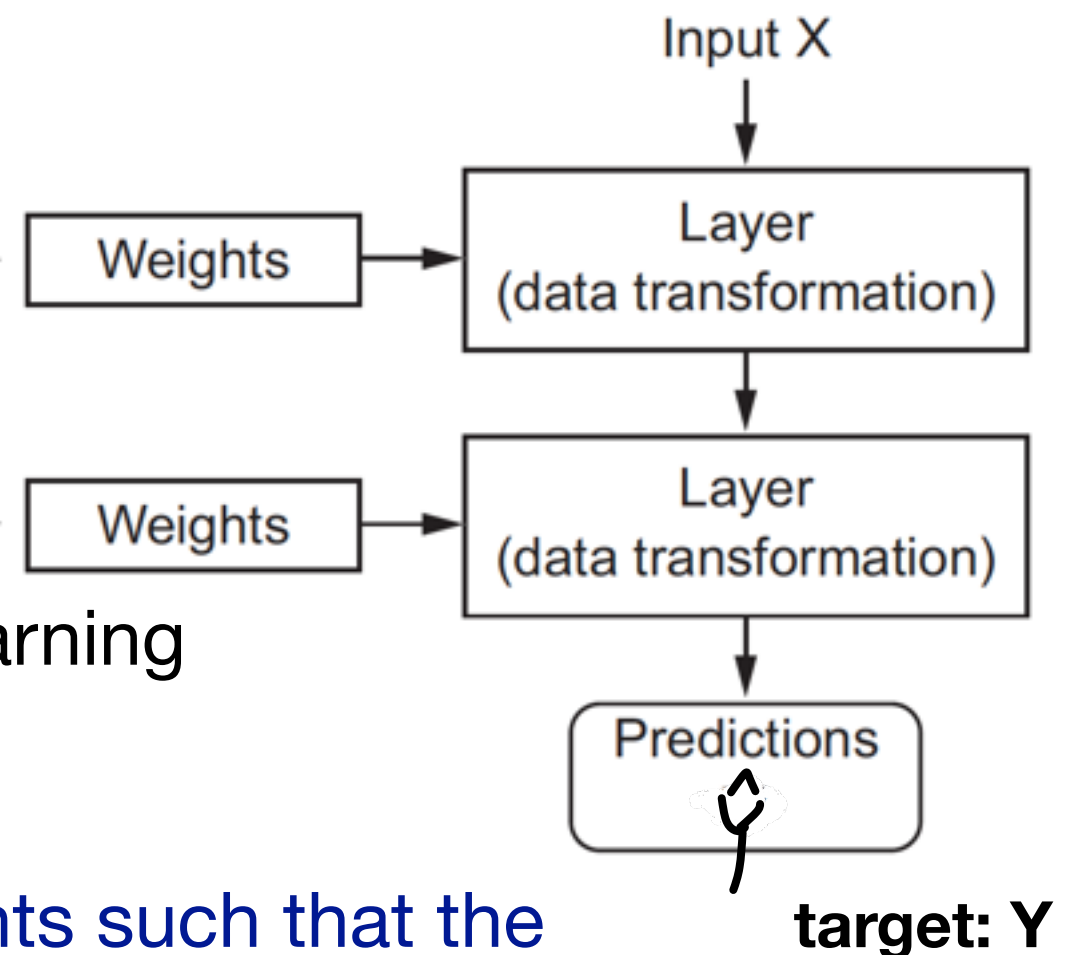 Input X
Layer
(data transformation)
Weights
Layer
(data transformation)
Weights
arning
Predictions
ŷ
nts such that the
target: Y